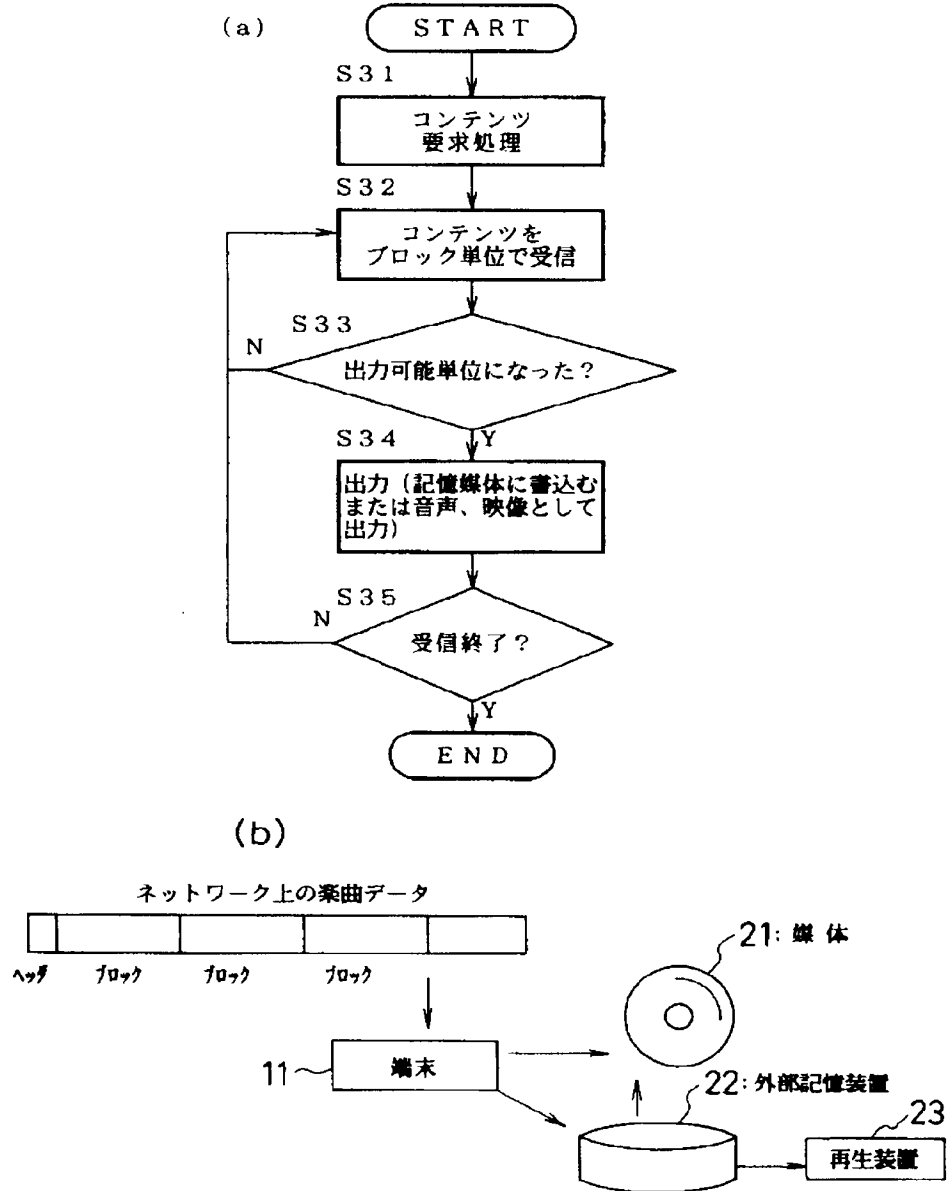 (a)
START
S31
コンテンツ
要求処理
S32
コンテンツを
ブロック単位で受信
S33
N
出力可能単位になった?
Y
S34
出力(記憶媒体に書込む
または音声、映像として
出力)
S35
N
受信終了?
Y
END
(b)
ネットワーク上の楽曲データ
ヘッダ ブロック ブロック ブロック
21:媒体
11 端末
22:外部記憶装置
23
再生装置